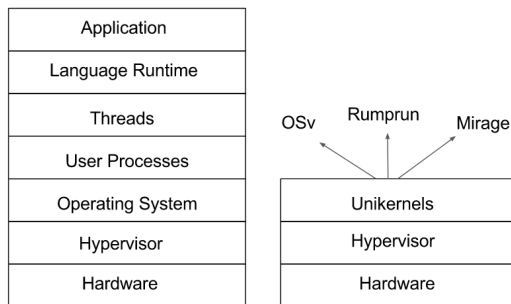 Application
Language Runtime
Threads
User Processes
Operating System
Hypervisor
Hardware
OSv
Rumprun
Mirage
Unikernels
Hypervisor
Hardware